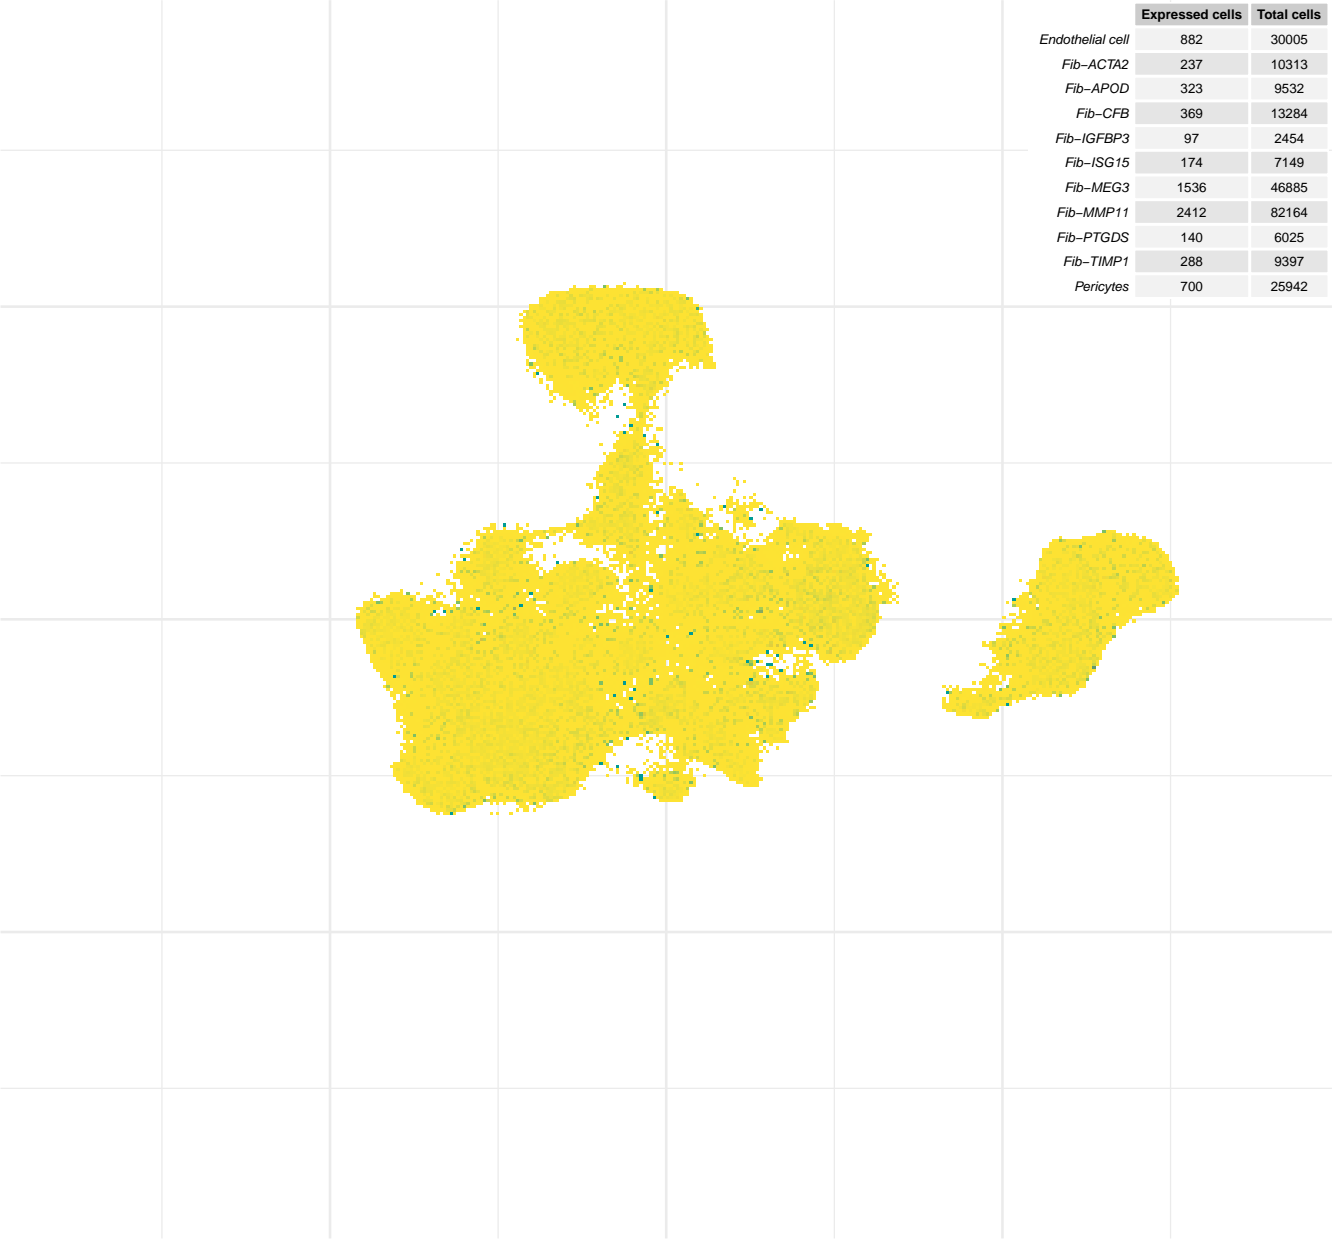 Expressed cells Total cells
Endothelial cell 882 30005
Fib−ACTA2 237 10313
Fib−APOD 323 9532
Fib−CFB 369 13284
Fib−IGFBP3 97 2454
Fib−ISG15 174 7149
Fib−MEG3 1536 46885
Fib−MMP11 2412 82164
Fib−PTGDS 140 6025
Fib−TIMP1 288 9397
Pericytes 700 25942